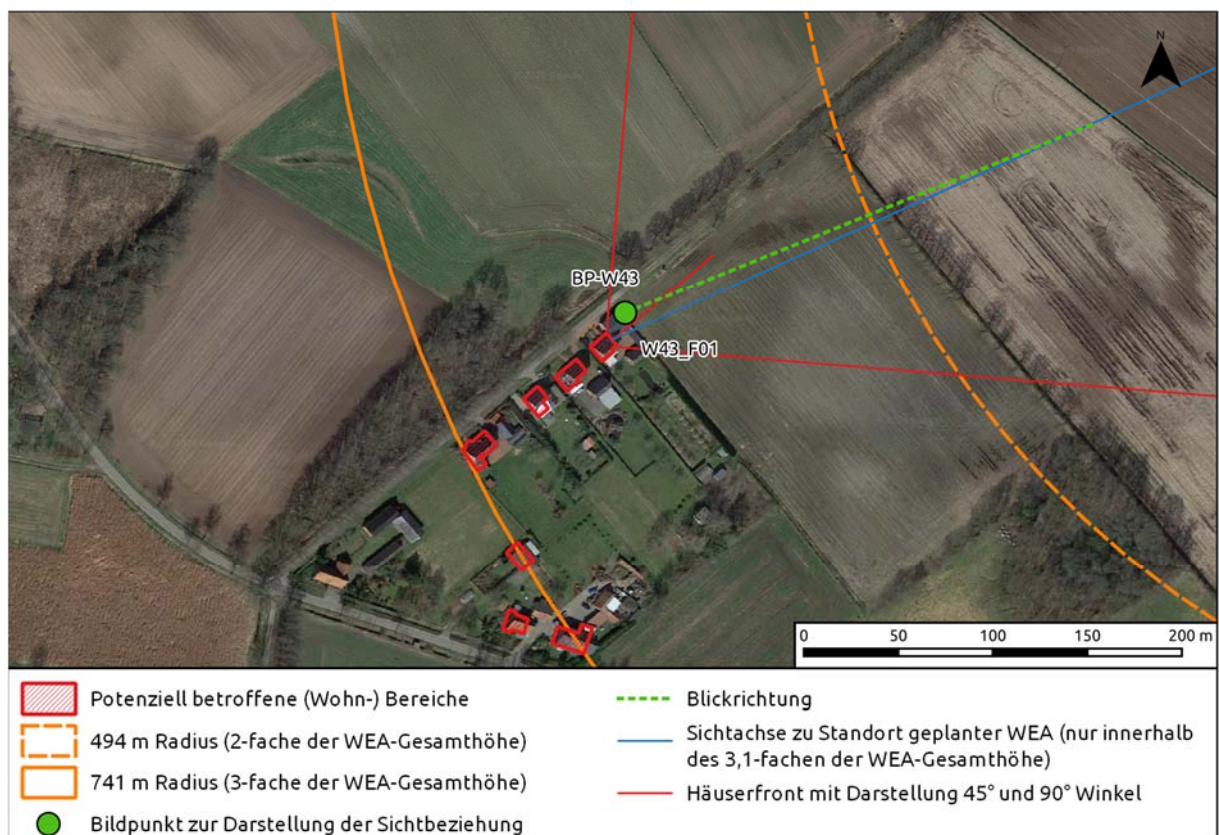 N
BP-W43
W43_F01
0 50 100 150 200 m
Potenziell betroffene (Wohn-) Bereiche
494 m Radius (2-fache der WEA-Gesamthöhe)
741 m Radius (3-fache der WEA-Gesamthöhe)
Bildpunkt zur Darstellung der Sichtbeziehung
Blickrichtung
Sichtachse zu Standort geplanter WEA (nur innerhalb
des 3,1-fachen der WEA-Gesamthöhe)
Häuserfront mit Darstellung 45° und 90° Winkel